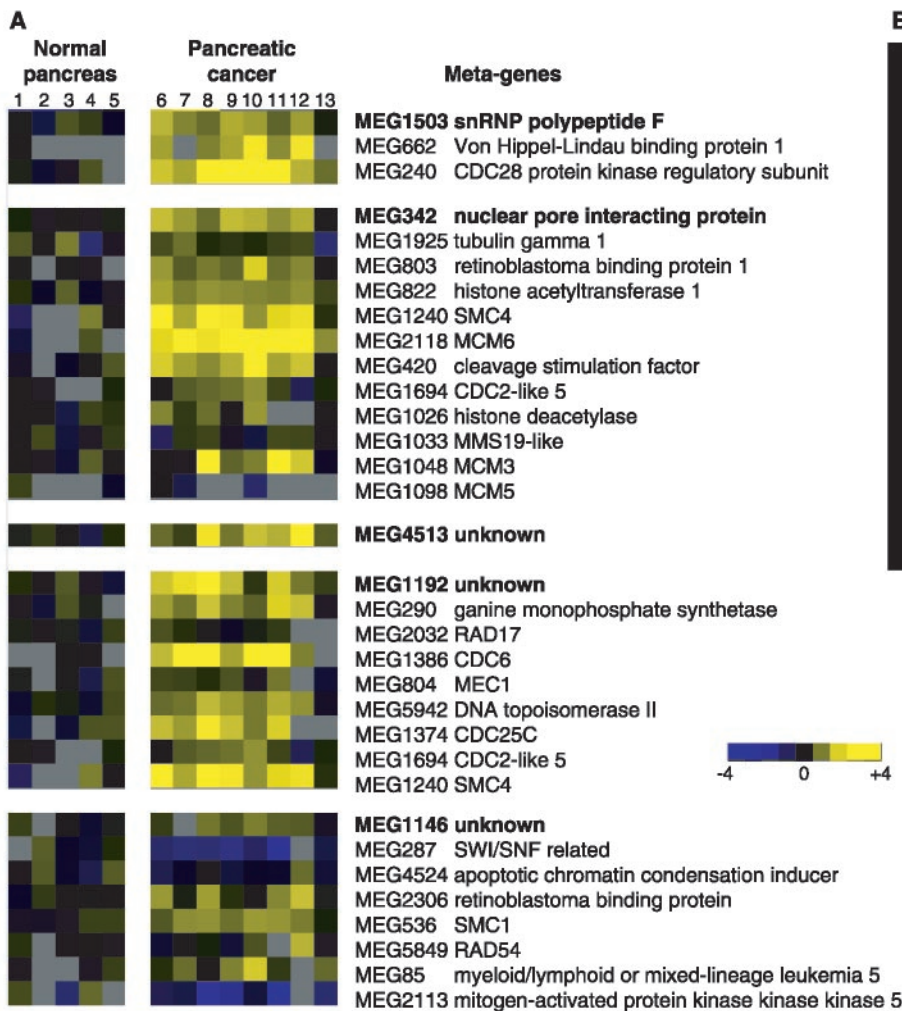 A
E
Normal pancreas
Pancreatic cancer
Meta-genes
1 2 3 4 5 6 7 8 9 10 11 12 13
MEG1503 snRNP polypeptide F
MEG662 Von Hippel-Lindau binding protein 1
MEG240 CDC28 protein kinase regulatory subunit
MEG342 nuclear pore interacting protein
MEG1925 tubulin gamma 1
MEG803 retinoblastoma binding protein 1
MEG822 histone acetyltransferase 1
MEG1240 SMC4
MEG2118 MCM6
MEG420 cleavage stimulation factor
MEG1694 CDC2-like 5
MEG1026 histone deacetylase
MEG1033 MMS19-like
MEG1048 MCM3
MEG1098 MCM5
MEG4513 unknown
MEG1192 unknown
MEG290 ganine monophosphate synthetase
MEG2032 RAD17
MEG1386 CDC6
MEG804 MEC1
MEG5942 DNA topoisomerase II
MEG1374 CDC25C
MEG1694 CDC2-like 5
MEG1240 SMC4
-4 0 +4
MEG1146 unknown
MEG287 SWI/SNF related
MEG4524 apoptotic chromatin condensation inducer
MEG2306 retinoblastoma binding protein
MEG536 SMC1
MEG5849 RAD54
MEG85 myeloid/lymphoid or mixed-lineage leukemia 5
MEG2113 mitogen-activated protein kinase kinase kinase 5